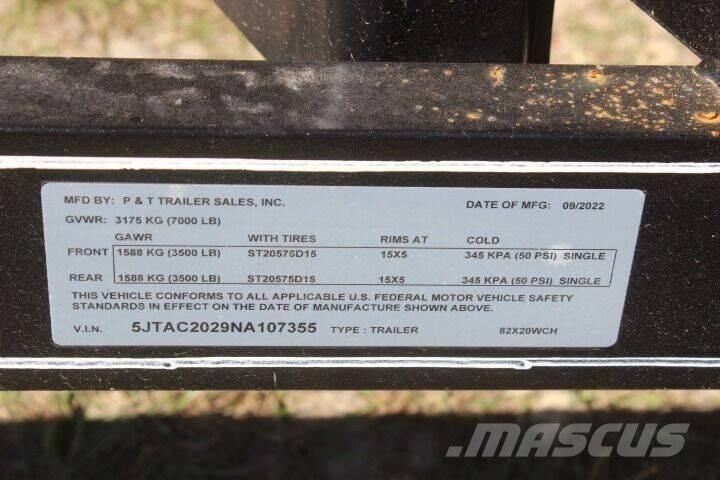 MFD BY: P & T TRAILER SALES, INC. DATE OF MFG: 09/2022
GVWR: 3175 KG (7000 LB)
GAWR WITH TIRES RIMS AT COLD
FRONT 1588 KG (3500 LB) ST20575D15 15X5 345 KPA (50 PSI) SINGLE
REAR 1588 KG (3500 LB) ST20575D15 15X5 345 KPA (50 PSI) SINGLE
THIS VEHICLE CONFORMS TO ALL APPLICABLE U.S. FEDERAL MOTOR VEHICLE SAFETY
STANDARDS IN EFFECT ON THE DATE OF MANUFACTURE SHOWN ABOVE.
V.I.N. 5JTAC2029NA107355 TYPE : TRAILER 82X20WCH
MASCUS